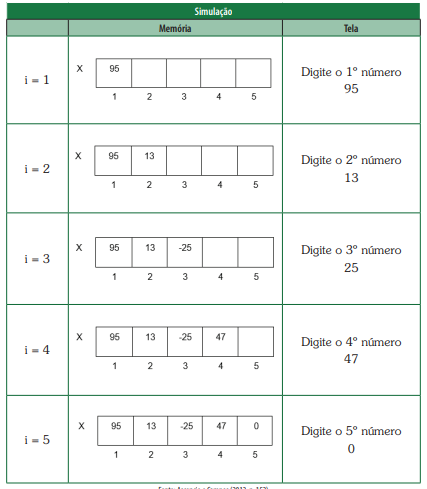 Simulação
Memória Tela
i = 1
X 95
1 2 3 4 5
Digite o 1º número
95
i = 2
X 95 13
1 2 3 4 5
Digite o 2º número
13
i = 3
X 95 13 -25
1 2 3 4 5
Digite o 3º número
25
i = 4
X 95 13 -25 47
1 2 3 4 5
Digite o 4º número
47
i = 5
X 95 13 -25 47 0
1 2 3 4 5
Digite o 5º número
0